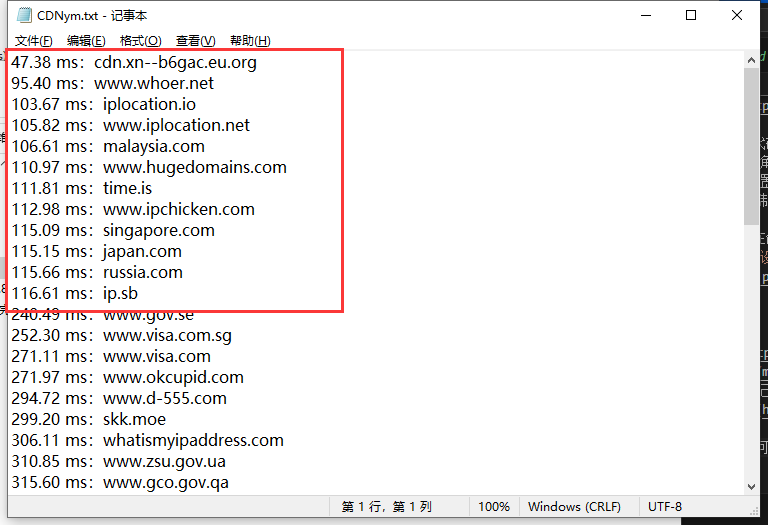 CDNym.txt - 记事本
文件(F) 编辑(E) 格式(O) 查看(V) 帮助(H)
47.38 ms：cdn.xn--b6gac.eu.org
95.40 ms：www.whoer.net
103.67 ms：iplocation.io
105.82 ms：www.iplocation.net
106.61 ms：malaysia.com
110.97 ms：www.hugedomains.com
111.81 ms：time.is
112.98 ms：www.ipchicken.com
115.09 ms：singapore.com
115.15 ms：japan.com
115.66 ms：russia.com
116.61 ms：ip.sb
240.49 ms：www.gov.se
252.30 ms：www.visa.com.sg
271.11 ms：www.visa.com
271.97 ms：www.okcupid.com
294.72 ms：www.d-555.com
299.20 ms：skk.moe
306.11 ms：whatismyipaddress.com
310.85 ms：www.zsu.gov.ua
315.60 ms：www.gco.gov.qa
第 1 行，第 1 列 100% Windows (CRLF) UTF-8